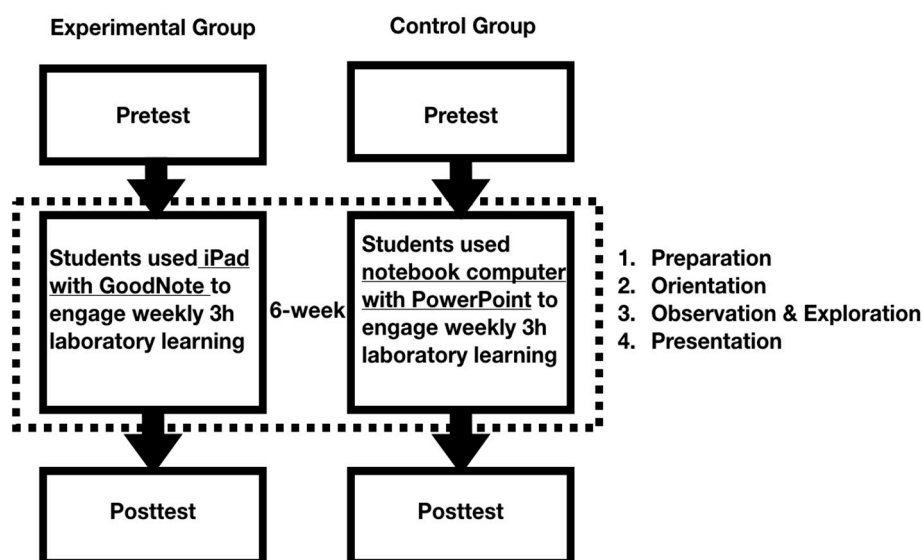 Experimental Group
Control Group
Pretest
Pretest
Students used iPad
with GoodNote to
engage weekly 3h
laboratory learning
6-week
Students used
notebook computer
with PowerPoint to
engage weekly 3h
laboratory learning
1. Preparation
2. Orientation
3. Observation & Exploration
4. Presentation
Posttest
Posttest